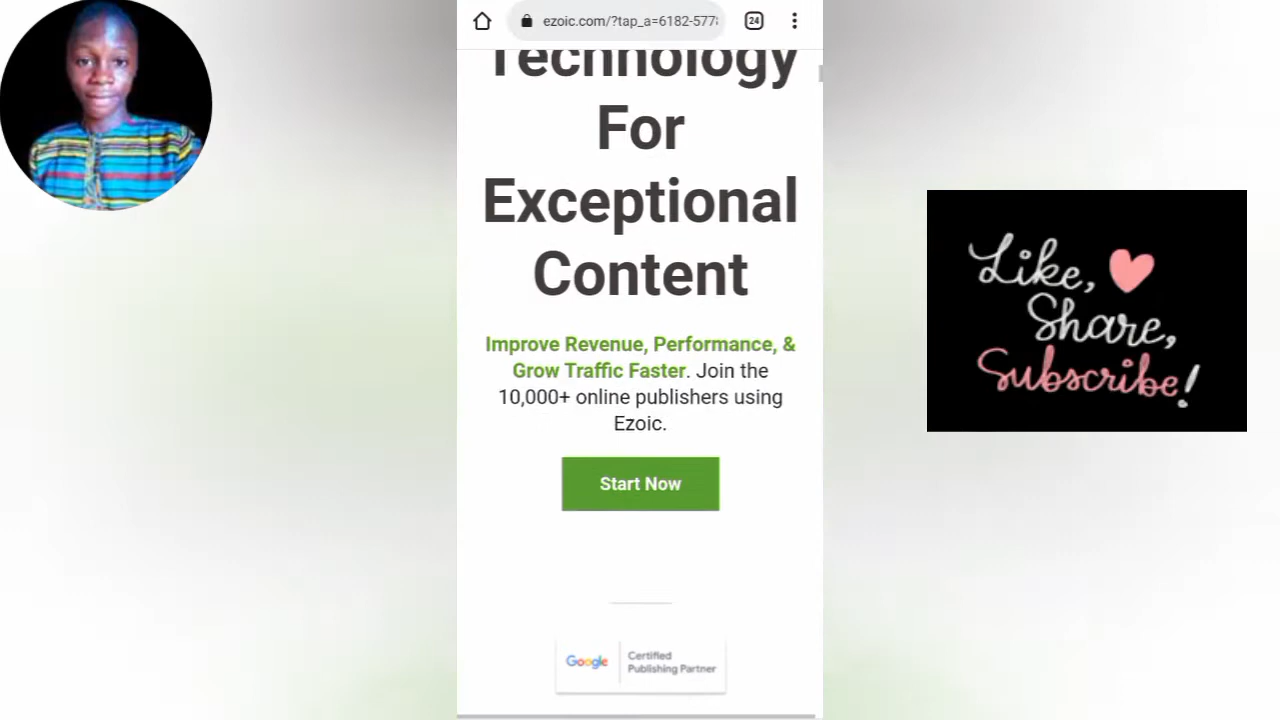 ezoic.com/?tap_a=6182-577
24
Technology
For
Exceptional
Content
Improve Revenue, Performance, &
Grow Traffic Faster. Join the
10,000+ online publishers using
Ezoic.
Start Now
Google
Certified
Publishing Partner
Like,
Share,
Subscribe!